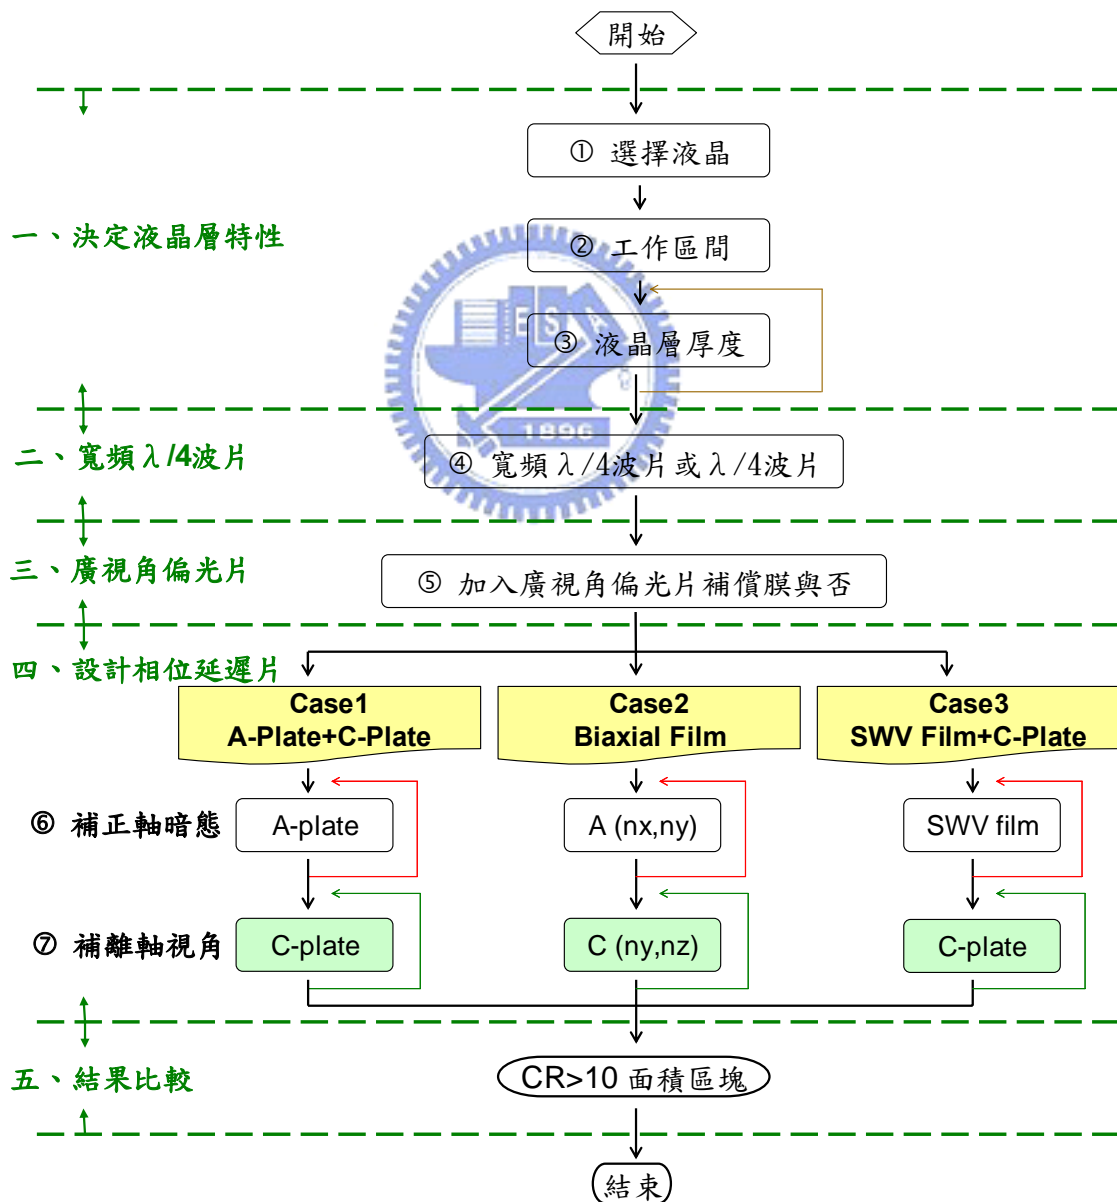 開始
① 選擇液晶
一、決定液晶層特性
② 工作區間
ES A
③ 液晶層厚度
1896
二、寬頻λ/4波片
④ 寬頻λ/4波片或λ/4波片
三、廣視角偏光片
⑤ 加入廣視角偏光片補償膜與否
四、設計相位延遲片
Case1
A-Plate+C-Plate
Case2
Biaxial Film
Case3
SWV Film+C-Plate
⑥ 補正軸暗態
A-plate
A (nx,ny)
SWV film
⑦ 補離軸視角
C-plate
C (ny,nz)
C-plate
五、結果比較
CR>10 面積區塊
結束